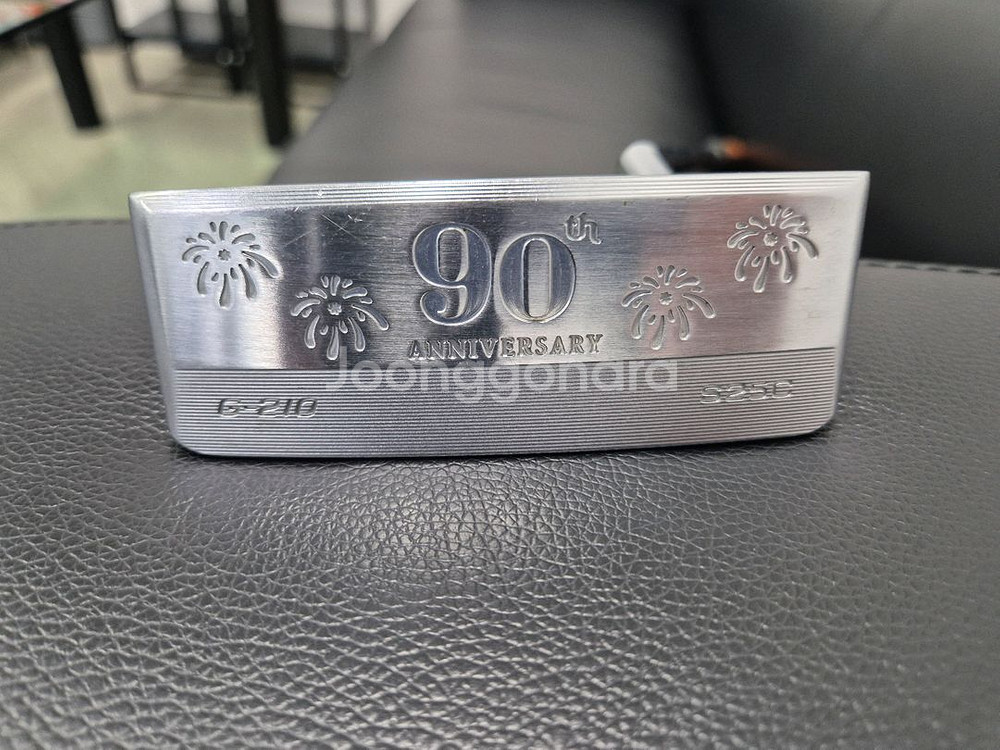 90th
ANNIVERSARY
Joonggonara
G-210 S25C